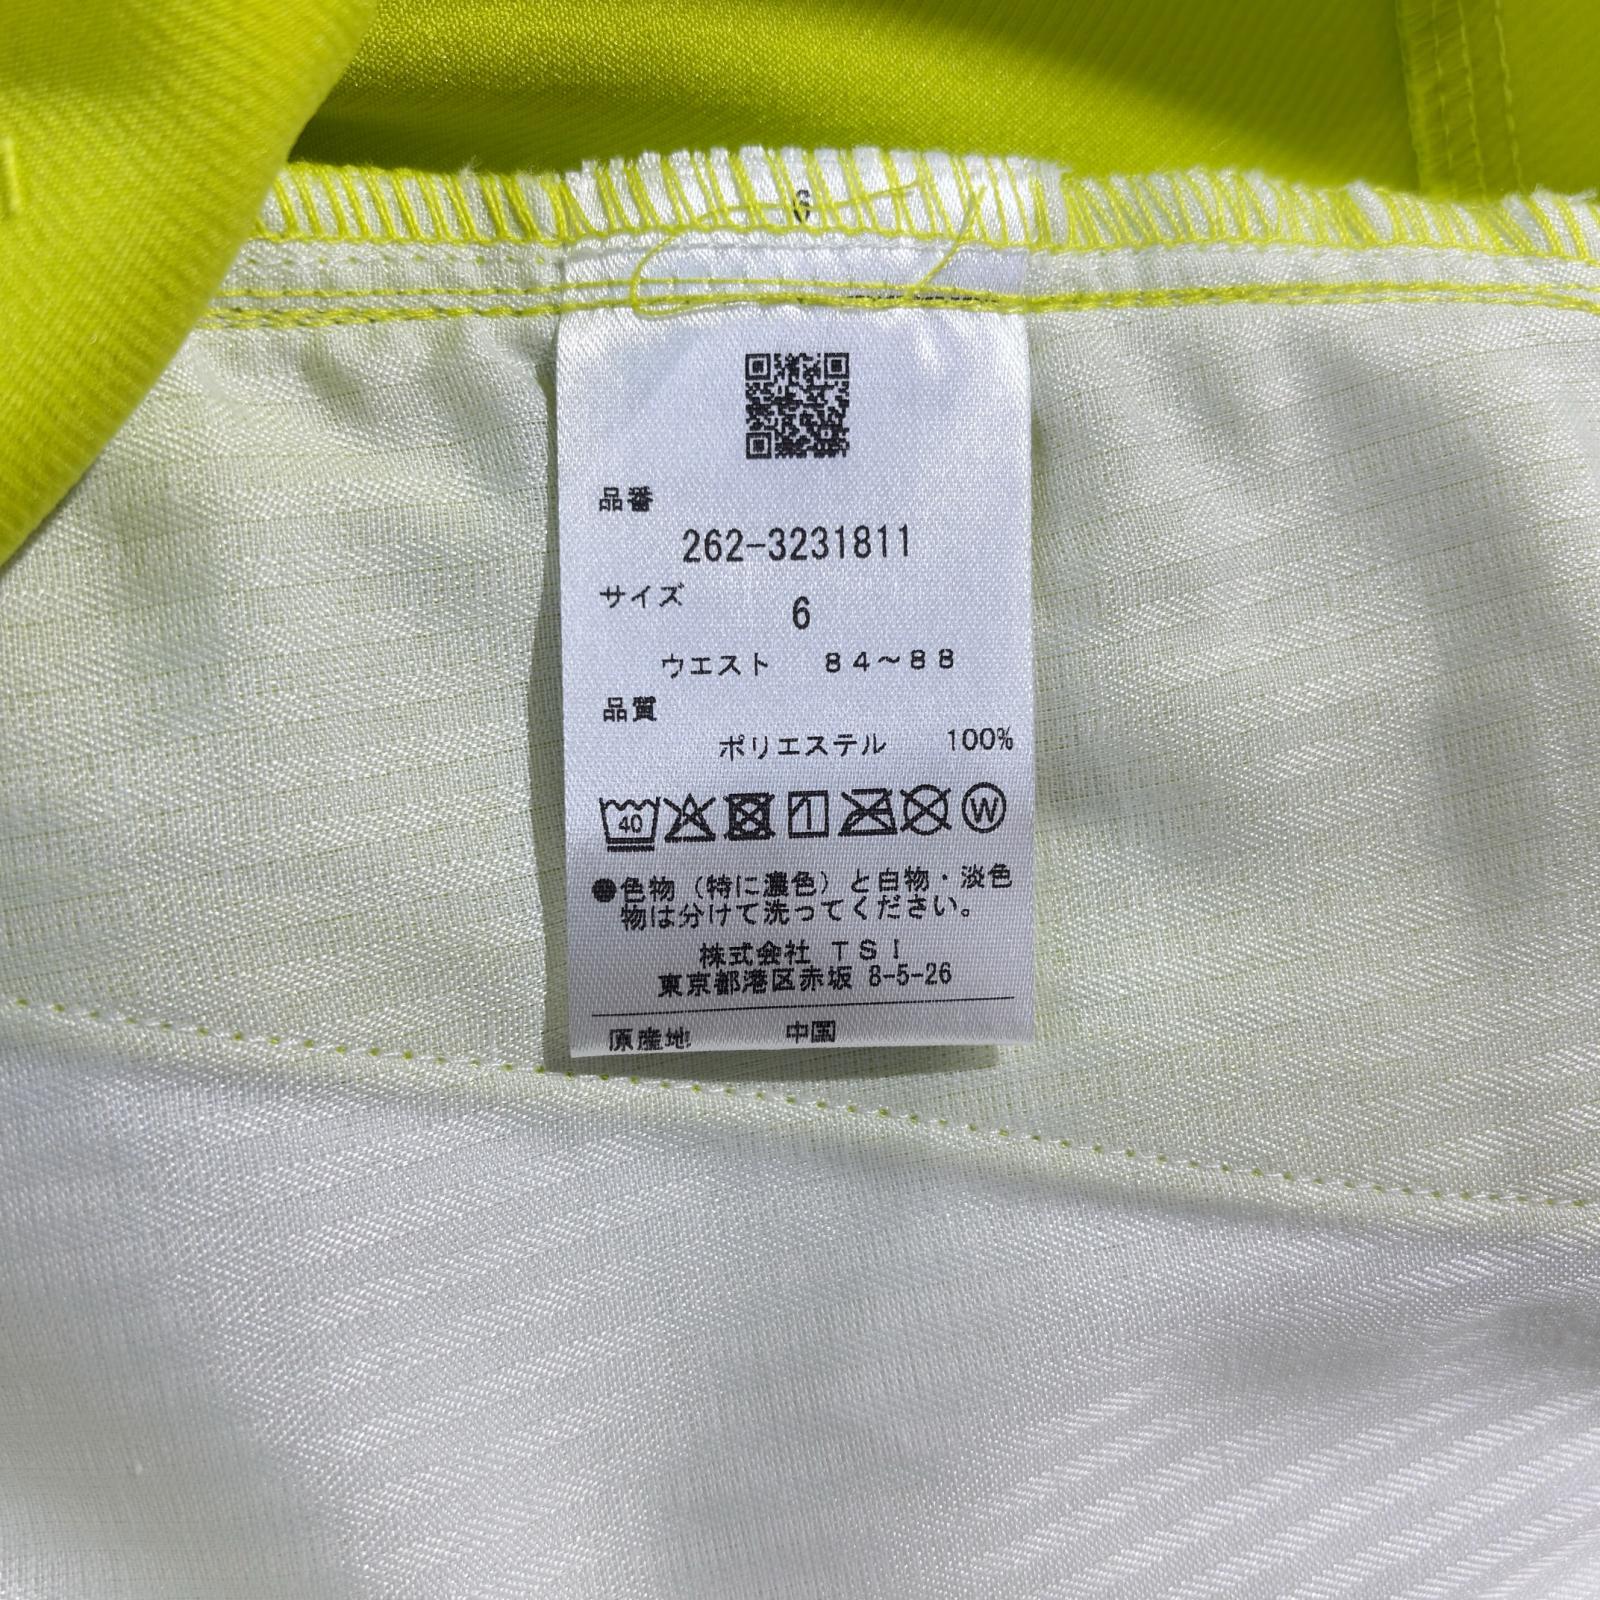 6
品番
262-3231811
サイズ
6
ウエスト 84~88
品質
ポリエステル 100%
40 1 W
●色物(特に濃色)と白物・淡色
物は分けて洗ってください。
株式会社 TSI
東京都港区赤坂 8-5-26
原産地 中国